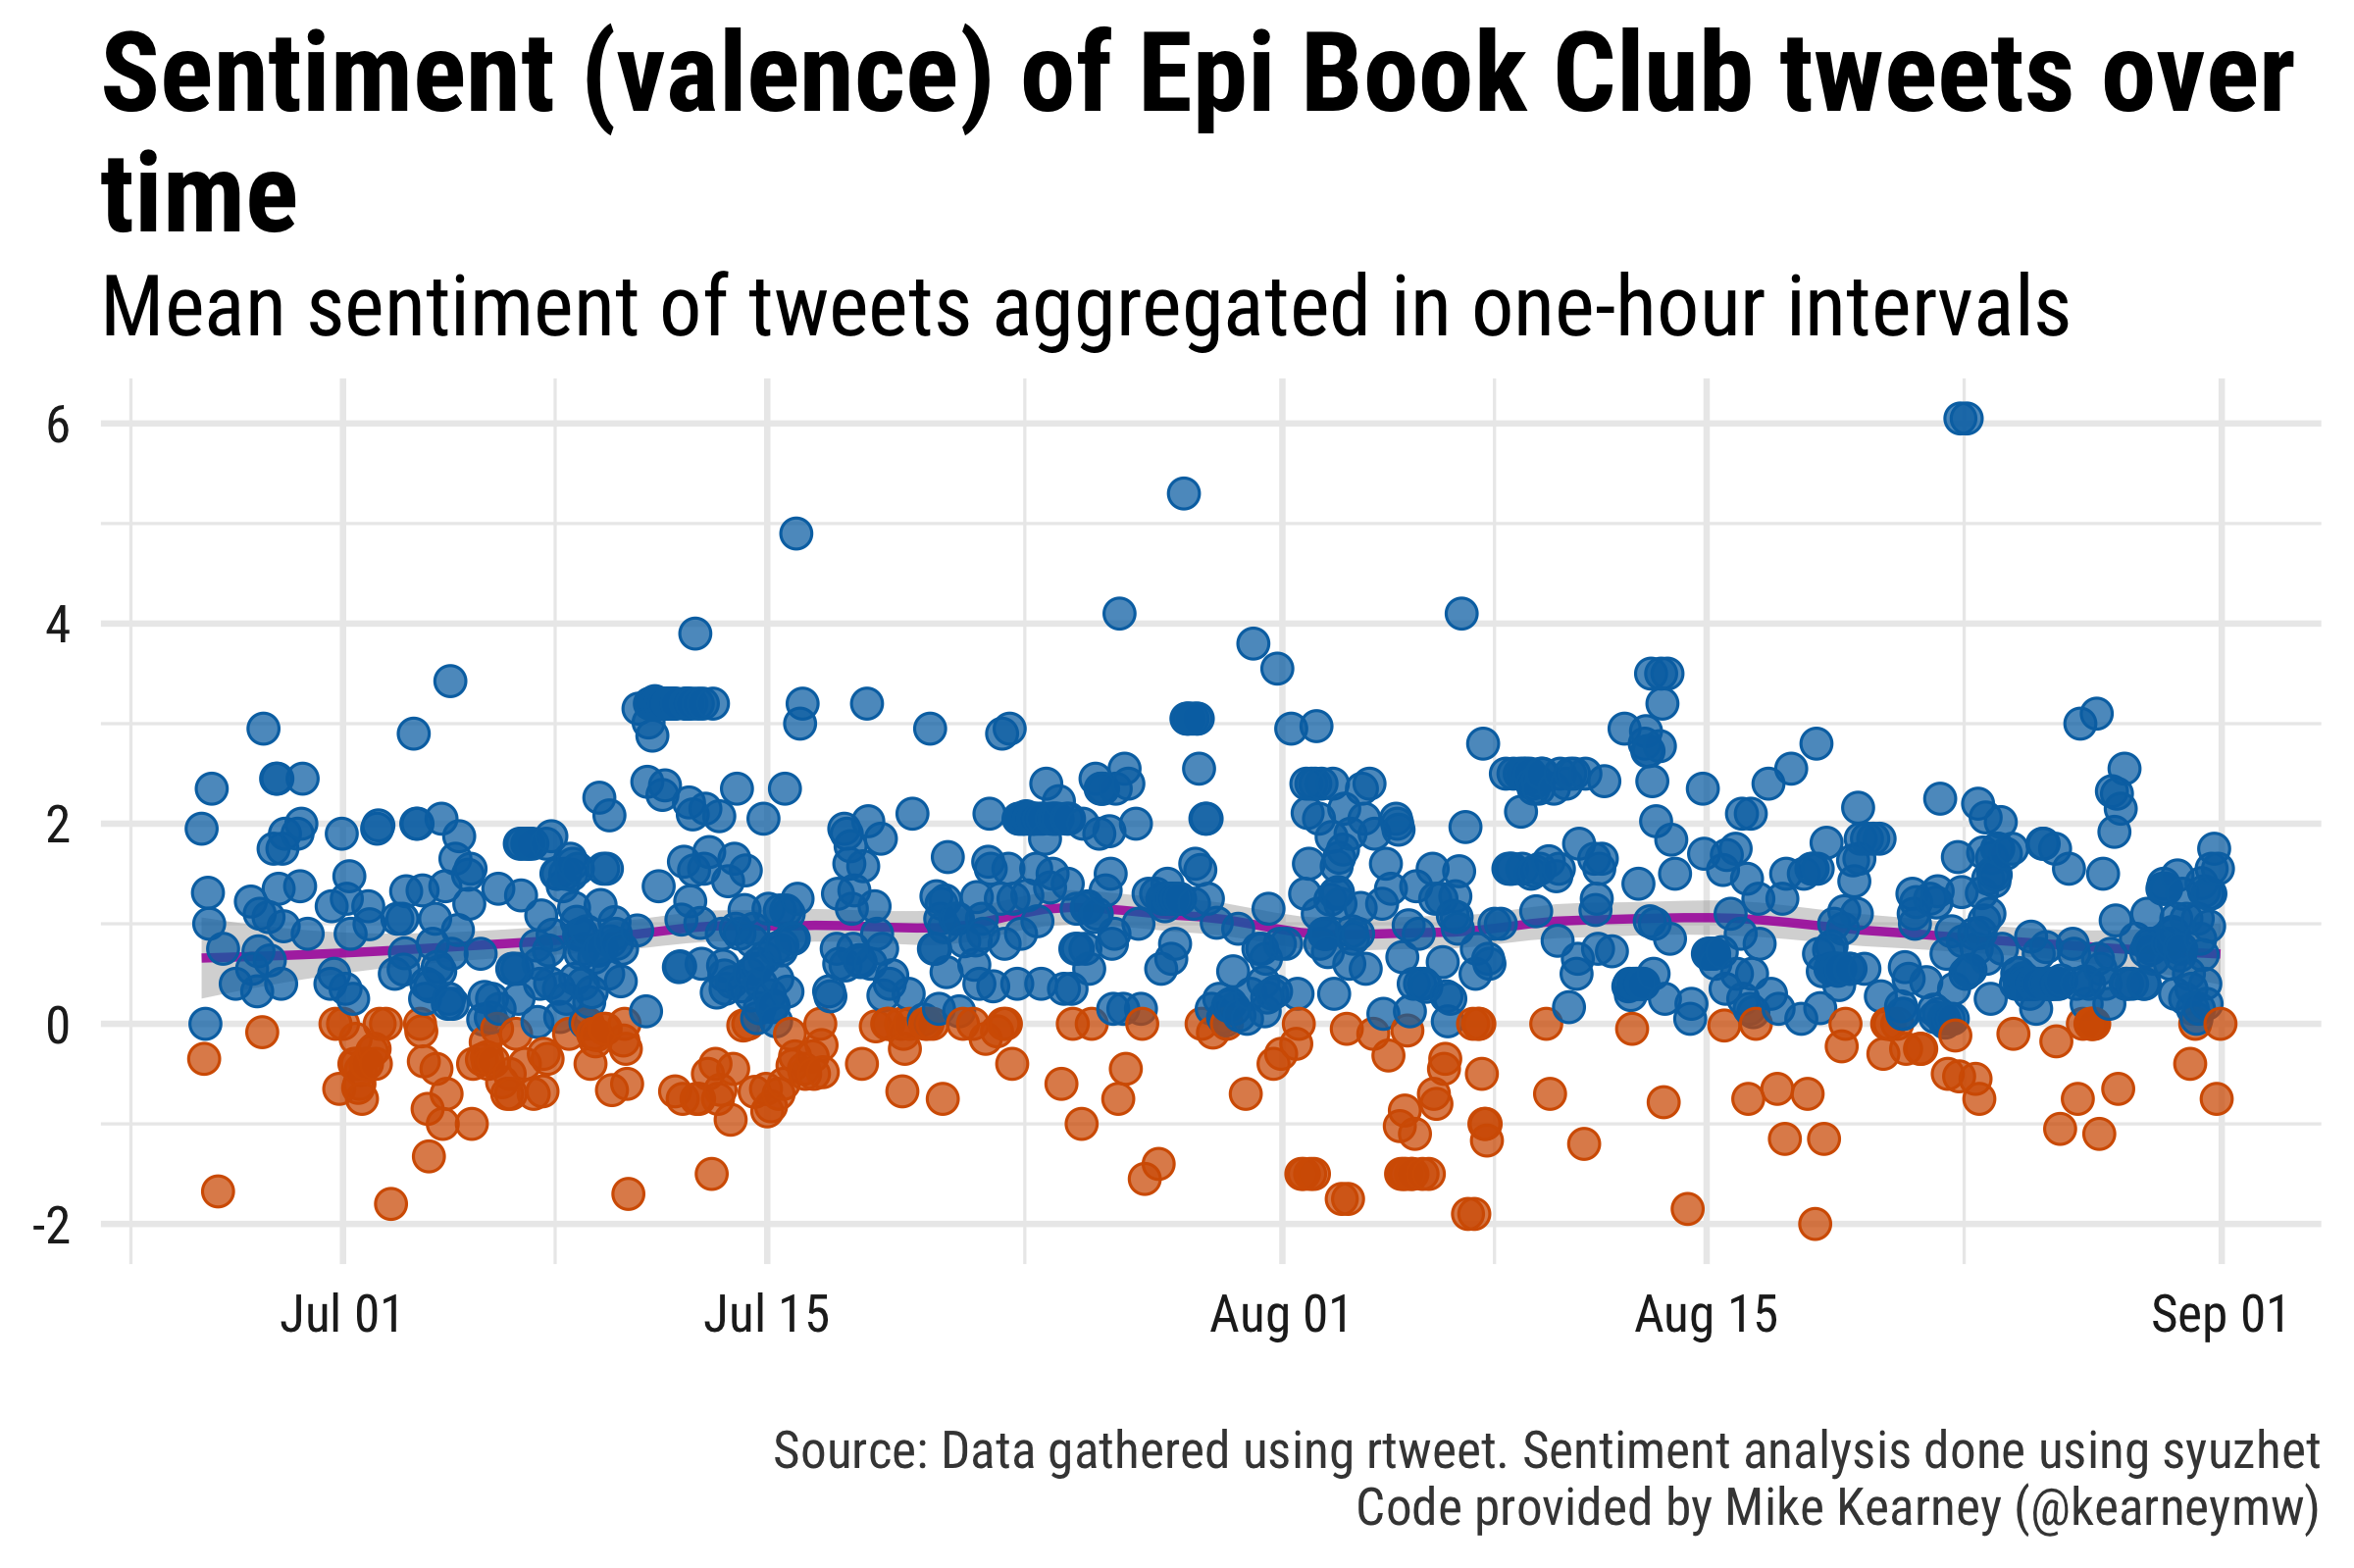 Sentiment (valence) of Epi Book Club tweets over
time
Mean sentiment of tweets aggregated in one-hour intervals
6
4
2
0
-2
Jul 01
Jul 15
Aug 01
Aug 15
Sep 01
Source: Data gathered using rtweet. Sentiment analysis done using syuzhet
Code provided by Mike Kearney (@kearneymw)